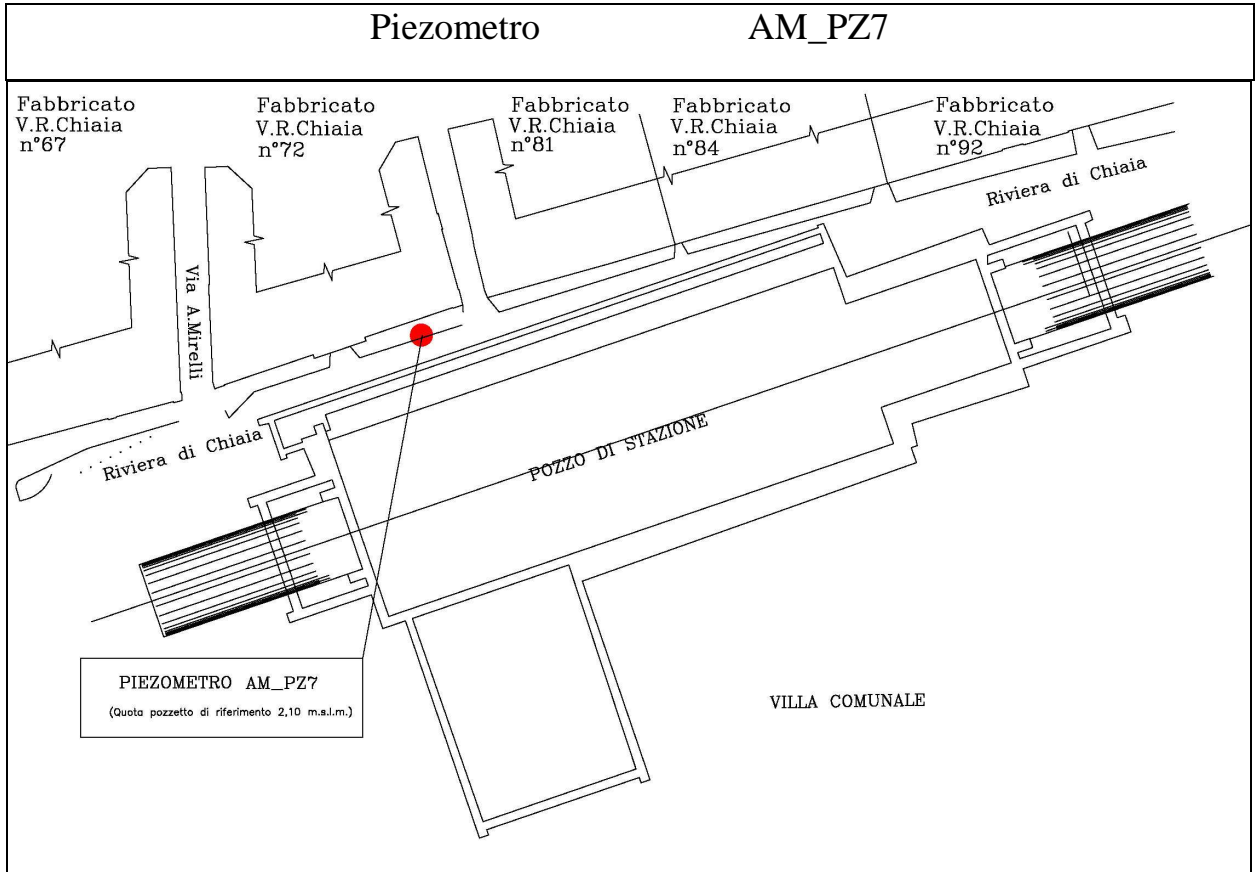 Piezometro AM_PZ7
Fabbricato
V.R.Chiaia
n°67
Fabbricato
V.R.Chiaia
n°72
Fabbricato
V.R.Chiaia
n°81
Fabbricato
V.R.Chiaia
n°84
Fabbricato
V.R.Chiaia
n°92
Riviera di Chiaia
Via A.Mirelli
Riviera di Chiaia
POZZO DI STAZIONE
PIEZOMETRO AM_PZ7
(Quota pozzetto di riferimento 2,10 m.s.l.m.)
VILLA COMUNALE